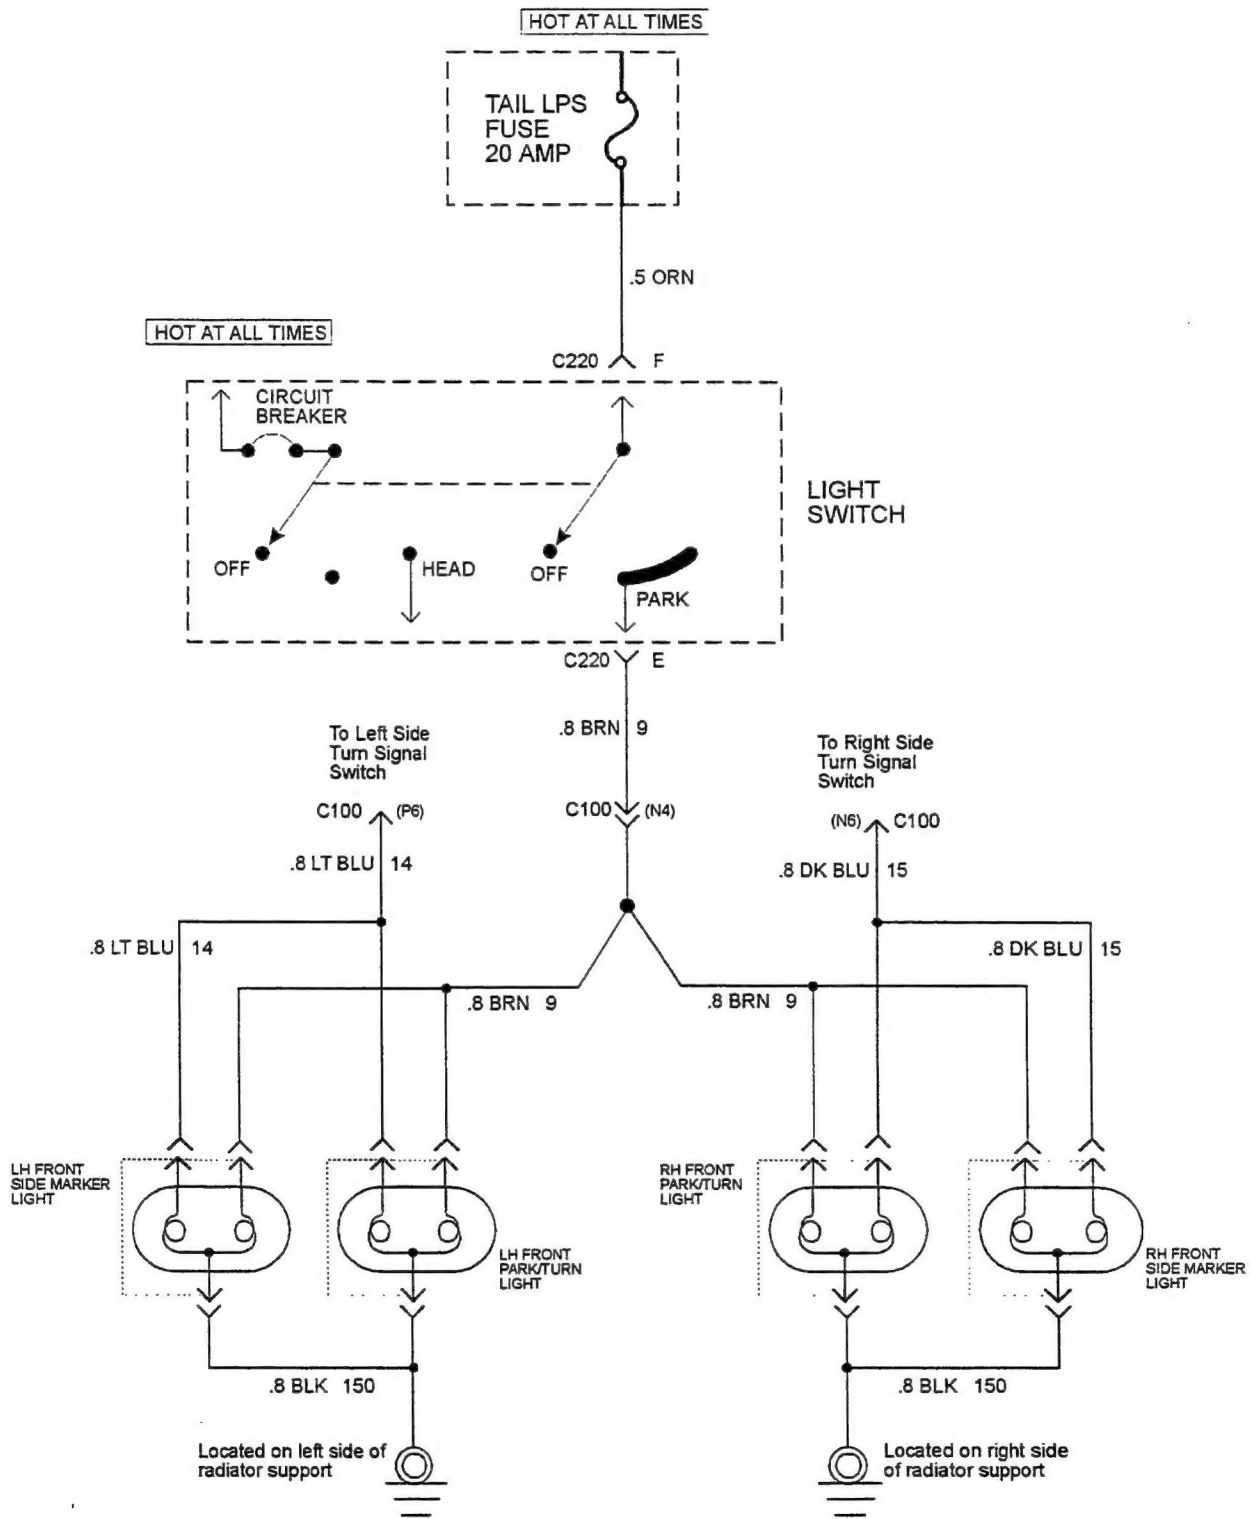 HOT AT ALL TIMES
TAIL LPS
FUSE
20 AMP
.5 ORN
HOT AT ALL TIMES
C220 F
CIRCUIT
BREAKER
LIGHT
SWITCH
OFF
HEAD
OFF
PARK
C220 E
.8 BRN 9
To Left Side
Turn Signal
Switch
To Right Side
Turn Signal
Switch
C100 (P6)
C100 (N4)
(N6) C100
.8 LT BLU 14
.8 DK BLU 15
.8 LT BLU 14
.8 DK BLU 15
.8 BRN 9
.8 BRN 9
LH FRONT
SIDE MARKER
LIGHT
RH FRONT
PARK/TURN
LIGHT
LH FRONT
PARK/TURN
LIGHT
RH FRONT
SIDE MARKER
LIGHT
.8 BLK 150
.8 BLK 150
Located on left side of
radiator support
Located on right side
of radiator support